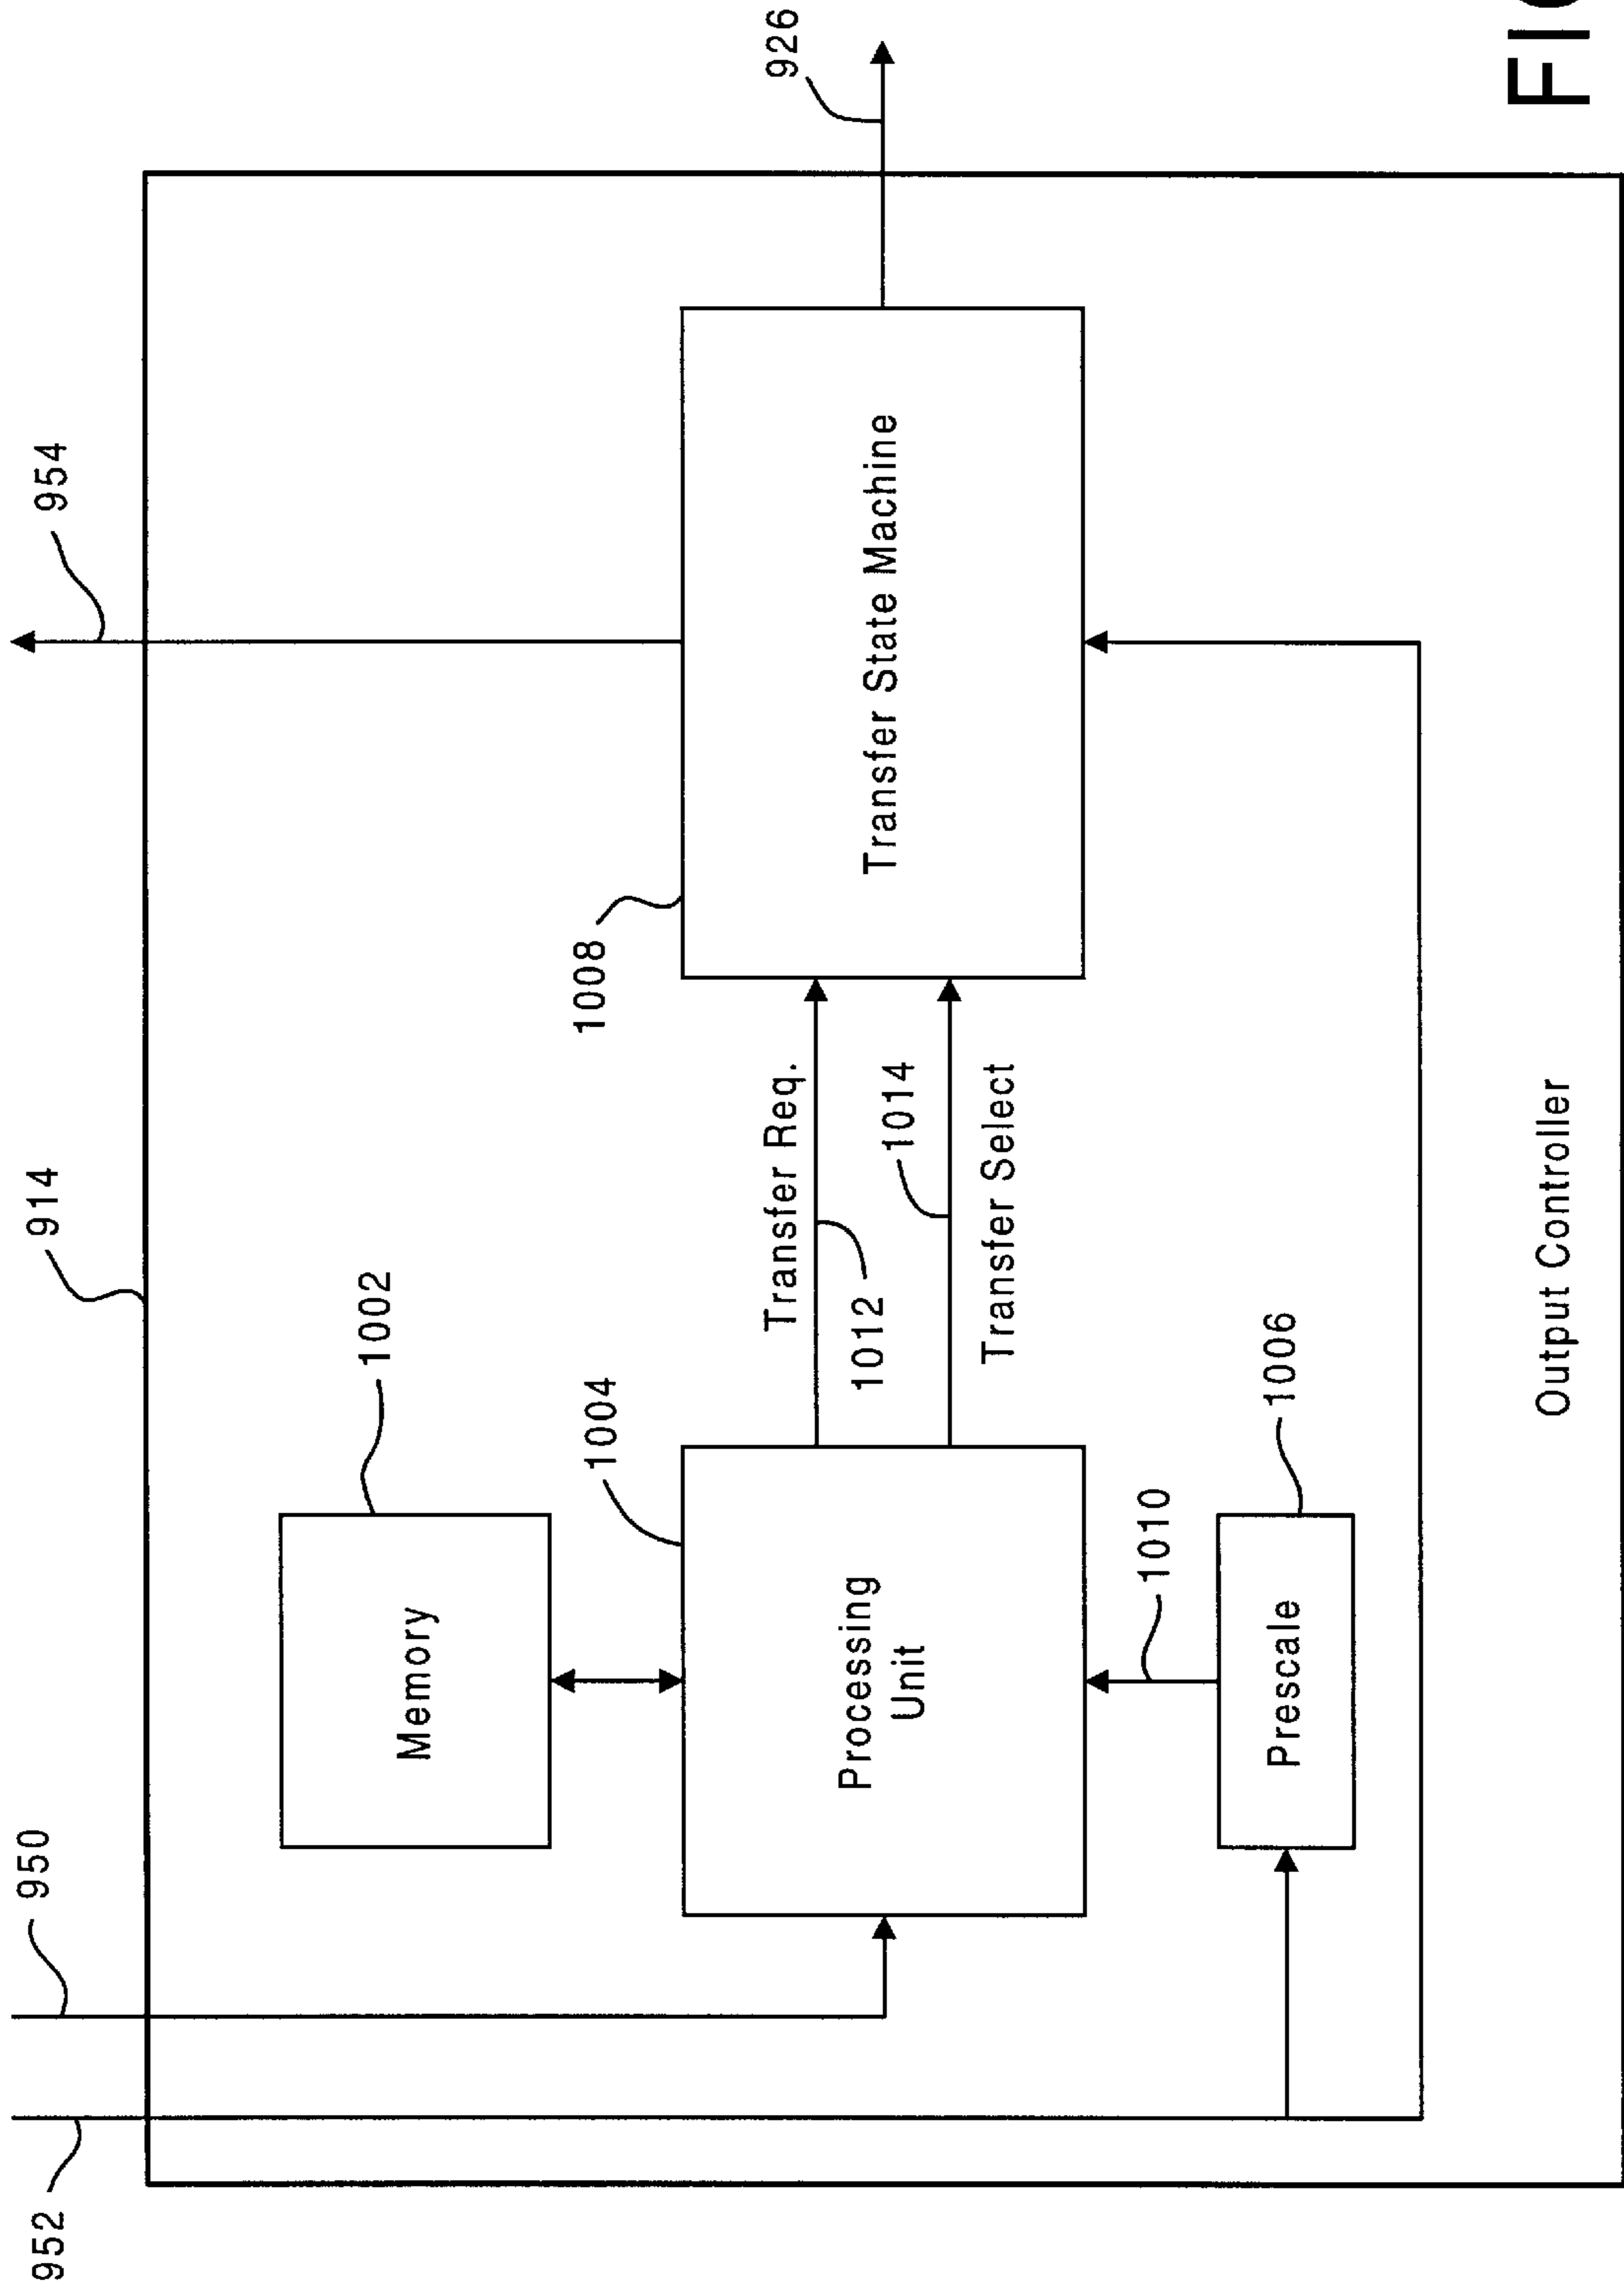 952
950
914
954
1002
Memory
1004
1008
926
Transfer Req.
Processing
Unit
1012
1014
Transfer State Machine
Transfer Select
1010
Prescale
1006
Output Controller